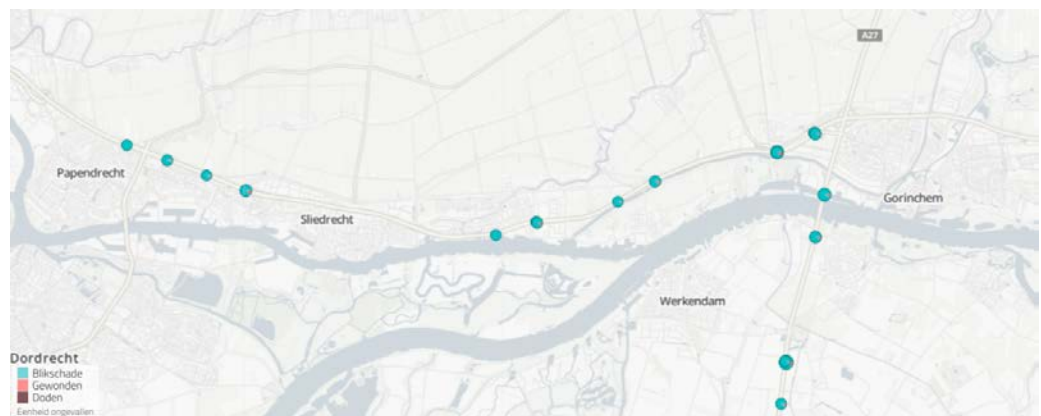 A27
Papendrecht
Sliedrecht
Gorinchem
Werkendam
Dordrecht
Blikschade
Gewonden
Doden
Eenheid ongevallen